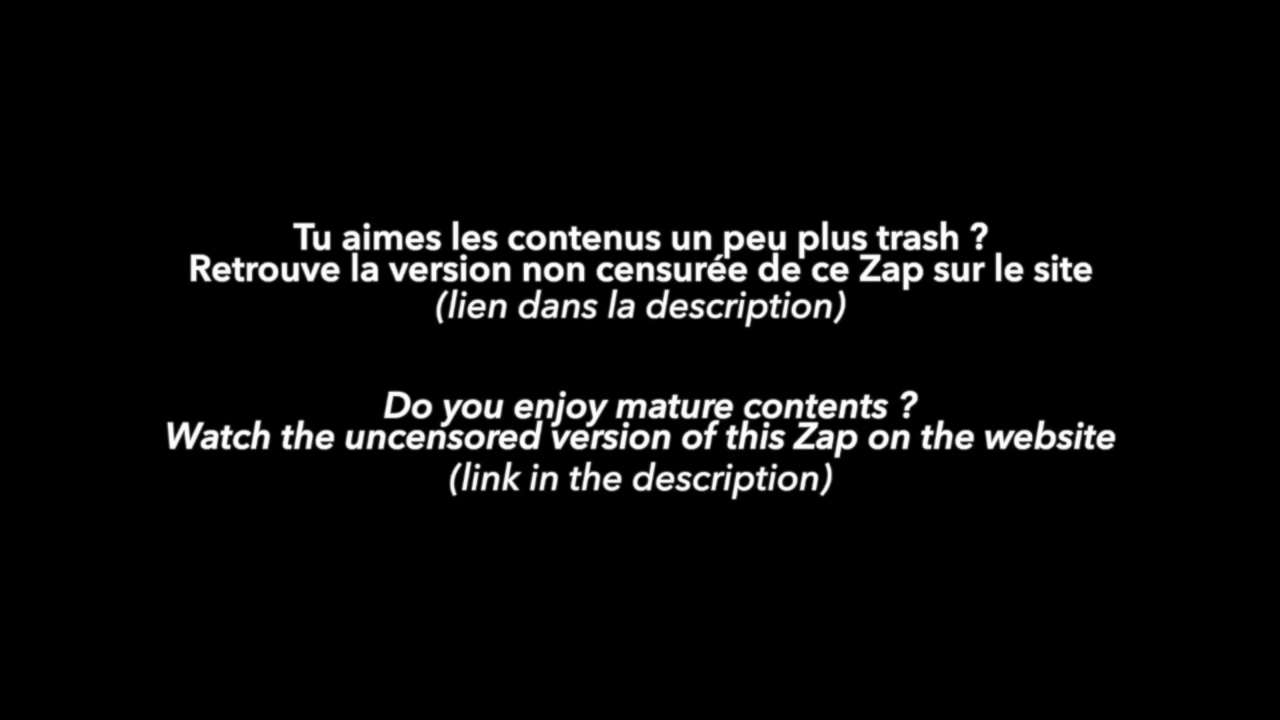 Tu aimes les contenus un peu plus trash ?
Retrouve la version non censurée de ce Zap sur le site
(lien dans la description)
Do you enjoy mature contents ?
Watch the uncensored version of this Zap on the website
(link in the description)